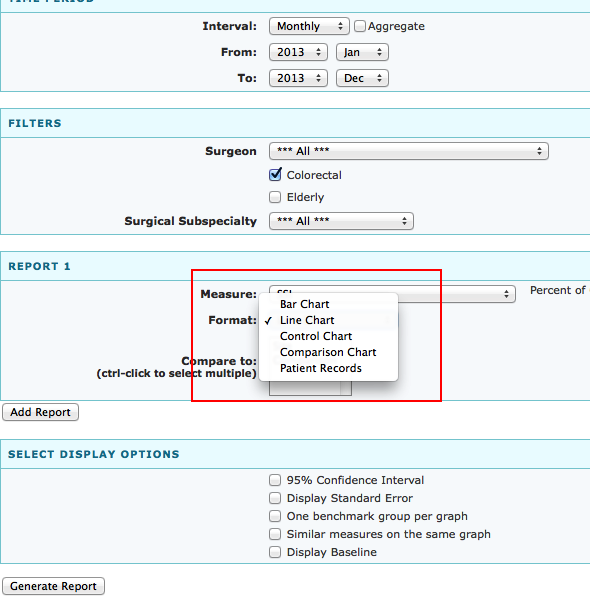 TIME PERIOD
Interval: Monthly Aggregate
From: 2013 Jan
To: 2013 Dec
FILTERS
Surgeon *** All ***
Colorectal
Elderly
Surgical Subspecialty *** All ***
REPORT 1
Measure: SSI Percent of
Format:
Bar Chart
✓ Line Chart
Control Chart
Comparison Chart
Patient Records
Compare to:
(ctrl-click to select multiple)
Add Report
SELECT DISPLAY OPTIONS
95% Confidence Interval
Display Standard Error
One benchmark group per graph
Similar measures on the same graph
Display Baseline
Generate Report